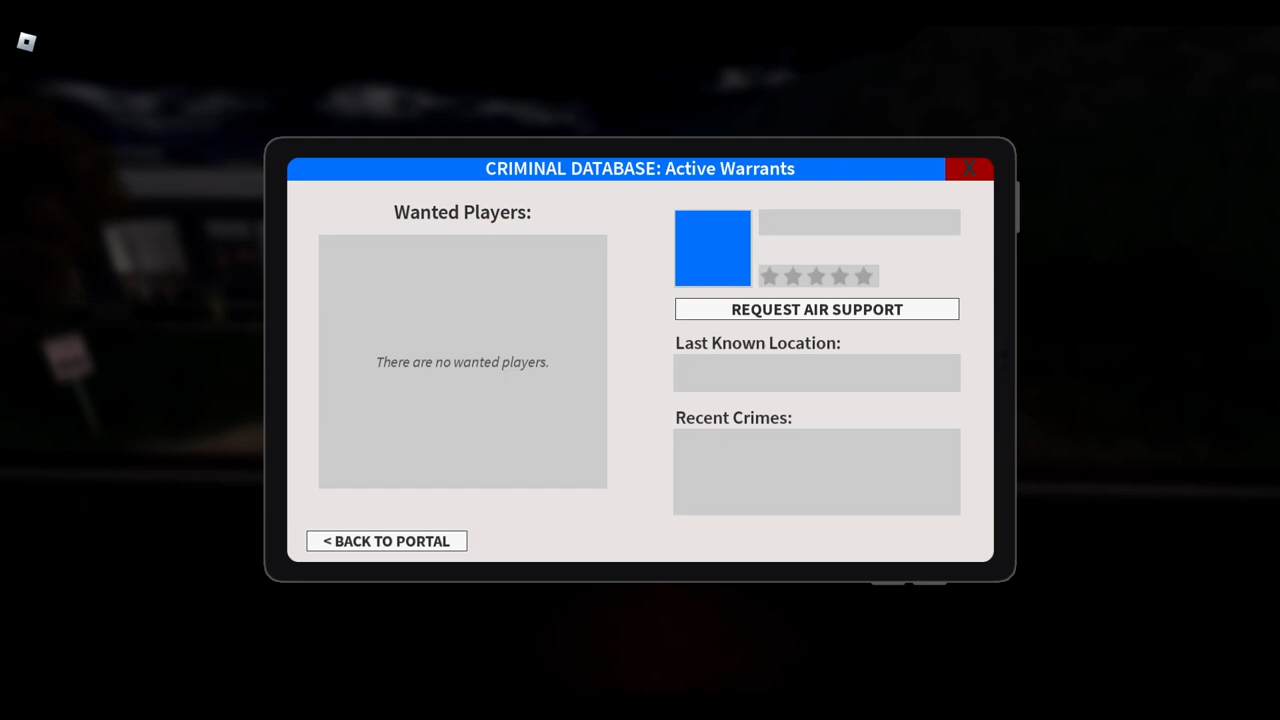 CRIMINAL DATABASE: Active Warrants
X
Wanted Players:
There are no wanted players.
REQUEST AIR SUPPORT
Last Known Location:
Recent Crimes:
< BACK TO PORTAL